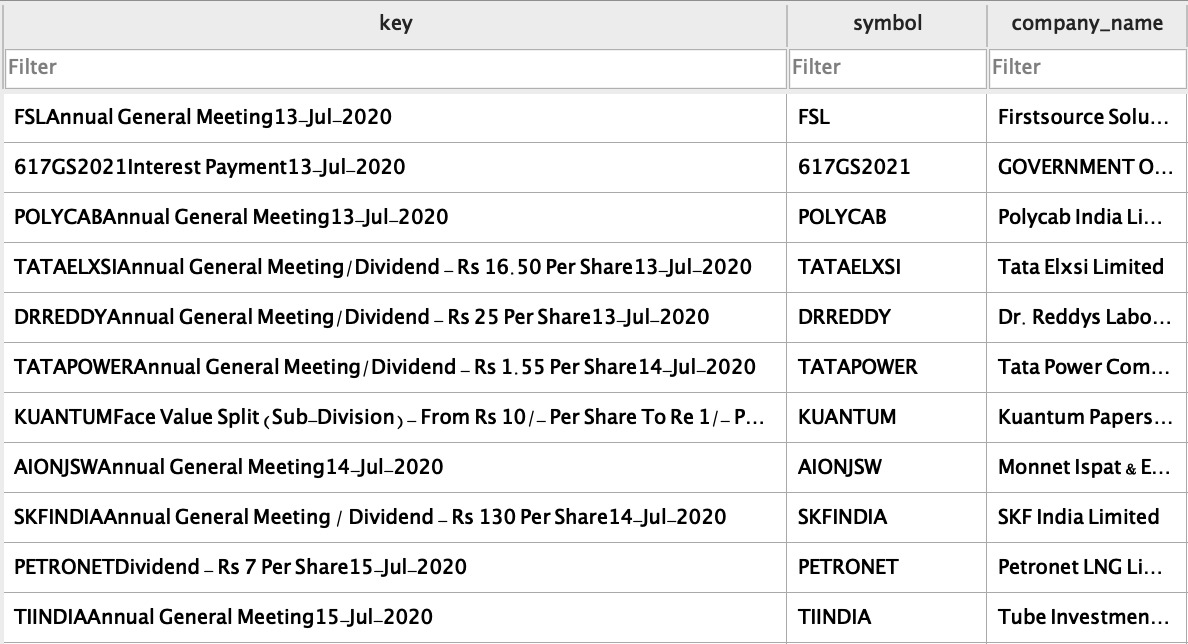 key symbol company_name
Filter Filter Filter
FSLAnnual General Meeting13-Jul-2020 FSL Firstsource Solu...
617GS2021Interest Payment13-Jul-2020 617GS2021 GOVERNMENT O...
POLYCABAnnual General Meeting13-Jul-2020 POLYCAB Polycab India Li...
TATAELXSIAnnual General Meeting/Dividend - Rs 16.50 Per Share13-Jul-2020 TATAELXSI Tata Elxsi Limited
DRREDDYAnnual General Meeting/Dividend - Rs 25 Per Share13-Jul-2020 DRREDDY Dr. Reddys Labo...
TATAPOWERAnnual General Meeting/Dividend - Rs 1.55 Per Share14-Jul-2020 TATAPOWER Tata Power Com...
KUANTUMFace Value Split (Sub-Division) - From Rs 10/- Per Share To Re 1/- P... KUANTUM Kuantum Papers...
AIONJSWAnnual General Meeting14-Jul-2020 AIONJSW Monnet Ispat & E...
SKFINDIAAnnual General Meeting / Dividend - Rs 130 Per Share14-Jul-2020 SKFINDIA SKF India Limited
PETRONETDividend - Rs 7 Per Share15-Jul-2020 PETRONET Petronet LNG Li...
TIINDIAAnnual General Meeting15-Jul-2020 TIINDIA Tube Investmen...